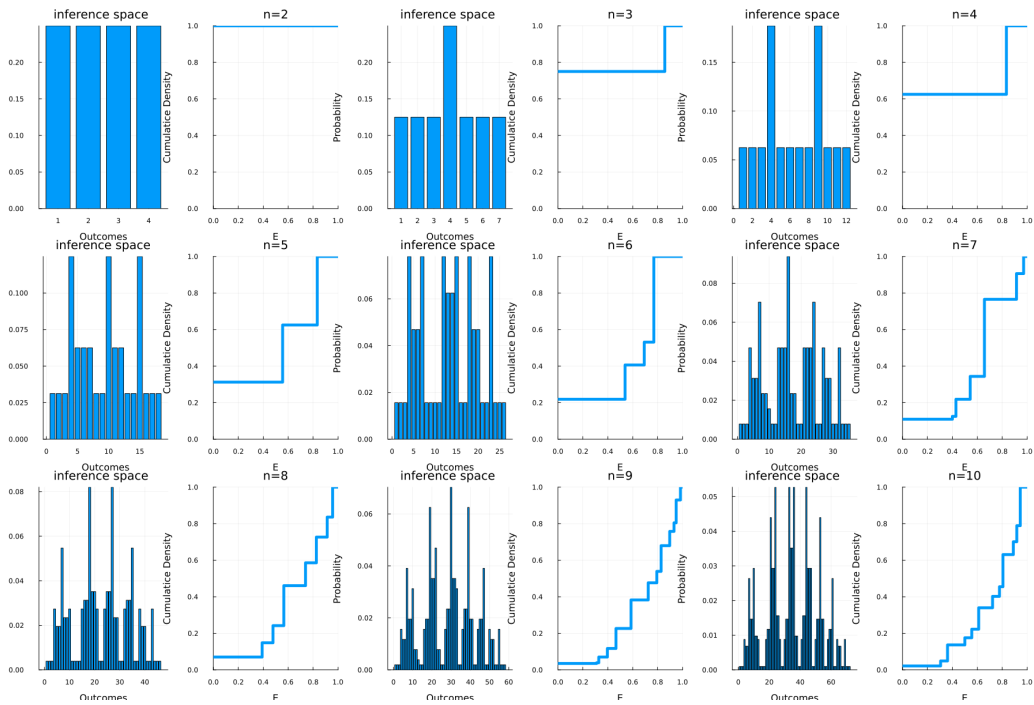 inference space
0.20
0.15
0.10
0.05
0.00
1 2 3 4
Outcomes
n=2
Cumulatice Density
1.0
0.8
0.6
0.4
0.2
0.0
0.0 0.2 0.4 0.6 0.8 1.0
E
inference space
0.20
0.15
0.10
0.05
0.00
1 2 3 4 5 6 7
Outcomes
n=3
Cumulatice Density
1.0
0.8
0.6
0.4
0.2
0.0
0.0 0.2 0.4 0.6 0.8 1.0
E
inference space
Probability
0.15
0.10
0.05
0.00
0 2 4 6 8 10 12
Outcomes
n=4
Cumulatice Density
1.0
0.8
0.6
0.4
0.2
0.0
0.0 0.2 0.4 0.6 0.8 1.0
E
inference space
0.100
0.075
0.050
0.025
0.000
0 5 10 15
Outcomes
n=5
Cumulatice Density
1.0
0.8
0.6
0.4
0.2
0.0
0.0 0.2 0.4 0.6 0.8 1.0
E
inference space
Probability
0.06
0.04
0.02
0.00
0 5 10 15 20 25
Outcomes
n=6
Cumulatice Density
1.0
0.8
0.6
0.4
0.2
0.0
0.0 0.2 0.4 0.6 0.8 1.0
E
inference space
Probability
0.08
0.06
0.04
0.02
0.00
0 10 20 30
Outcomes
n=7
Cumulatice Density
1.0
0.8
0.6
0.4
0.2
0.0
0.0 0.2 0.4 0.6 0.8 1.0
E
inference space
0.08
0.06
0.04
0.02
0.00
0 10 20 30 40
Outcomes
n=8
Cumulatice Density
1.0
0.8
0.6
0.4
0.2
0.0
0.0 0.2 0.4 0.6 0.8 1.0
E
inference space
Probability
0.08
0.06
0.04
0.02
0.00
0 10 20 30 40 50 60
Outcomes
n=9
Cumulatice Density
1.0
0.8
0.6
0.4
0.2
0.0
0.0 0.2 0.4 0.6 0.8 1.0
E
inference space
Probability
0.05
0.04
0.03
0.02
0.01
0.00
0 20 40 60
Outcomes
n=10
Cumulatice Density
1.0
0.8
0.6
0.4
0.2
0.0
0.0 0.2 0.4 0.6 0.8 1.0
E